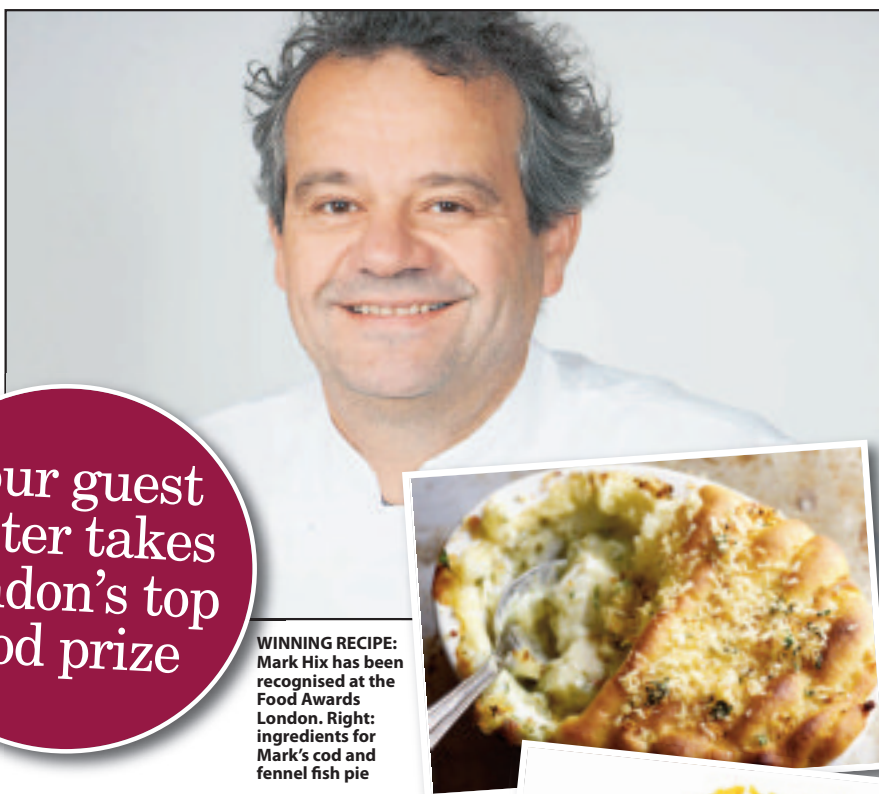 our guest
ter takes
don's top
od prize
WINNING RECIPE:
Mark Hix has been
recognised at the
Food Awards
London. Right:
ingredients for
Mark's cod and
fennel fish pie